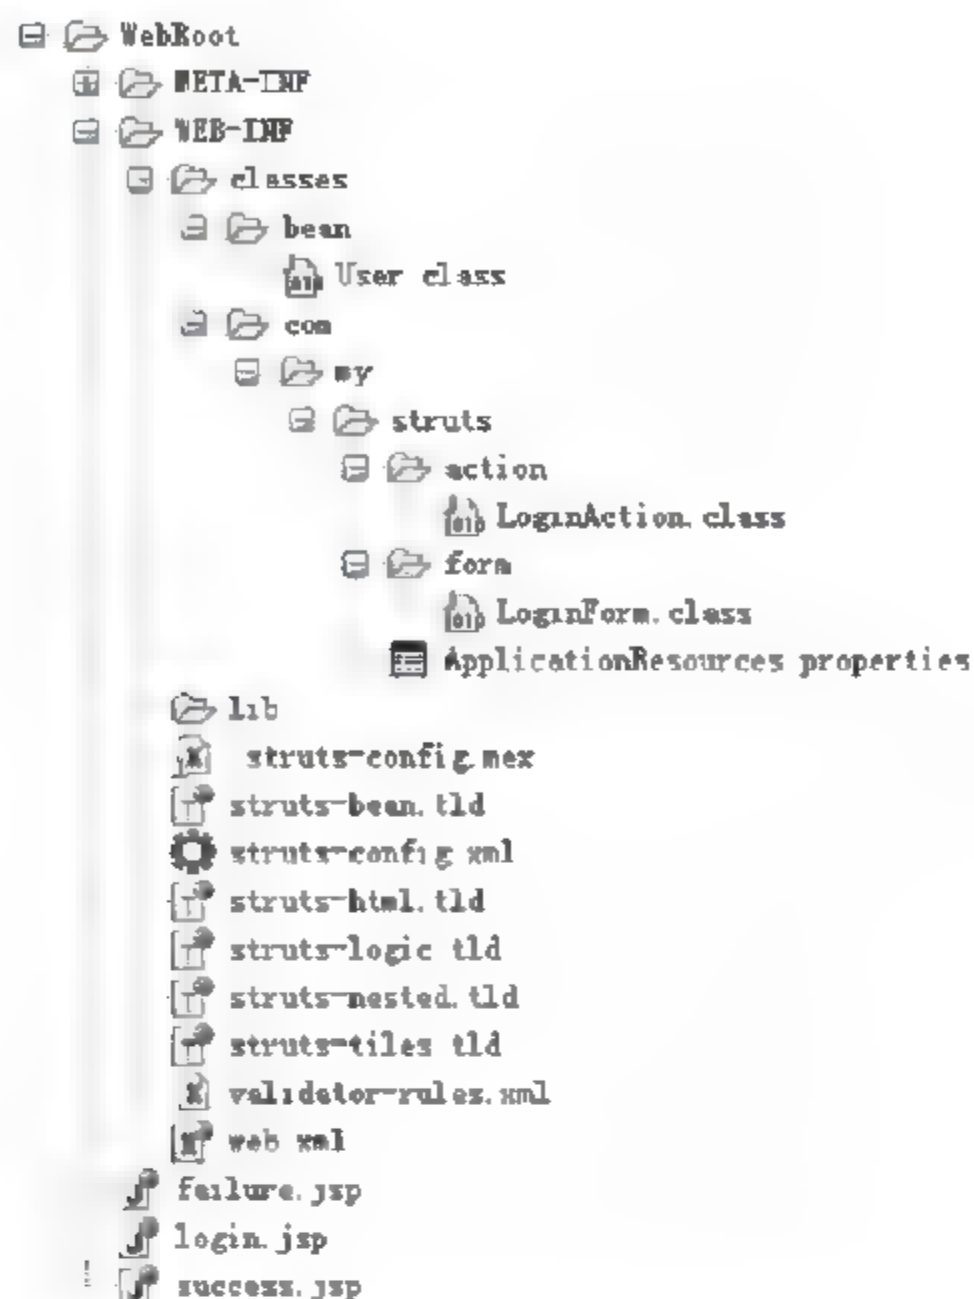 WebRoot
META-INF
WEB-INF
classes
bean
User class
com
my
struts
action
LoginAction.class
form
LoginForm.class
ApplicationResources properties
lib
struts-config.mex
struts-bean.tld
struts-config xml
struts-html.tld
struts-logic tld
struts-nested.tld
struts-tiles tld
validator-rules.xml
web xml
failure.jsp
login.jsp
success.jsp